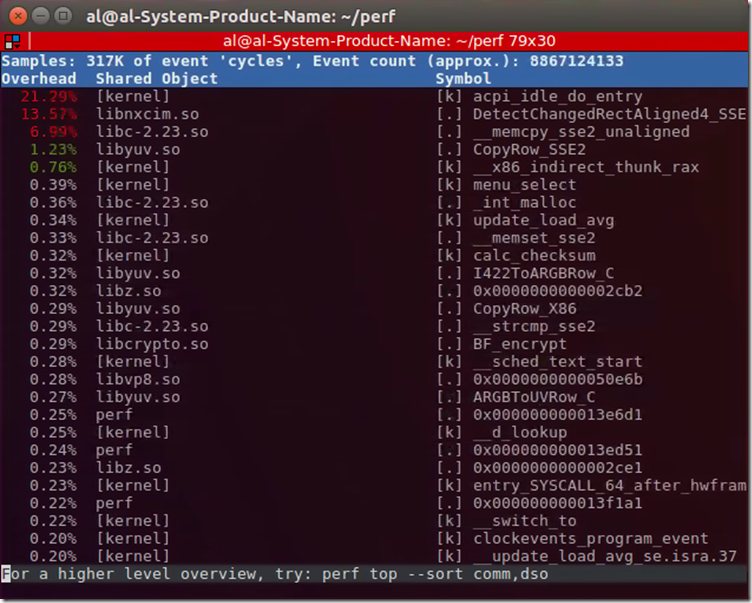 al@al-System-Product-Name: ~/perf
al@al-System-Product-Name: ~/perf 79x30
Samples: 317K of event 'cycles', Event count (approx.): 8867124133
Overhead  Shared Object                        Symbol
21.29%  [kernel]                             [k] acpi_idle_do_entry
13.57%  libnxcim.so                          [.] DetectChangedRectAligned4_SSE
6.99%  libc-2.23.so                         [.] __memcpy_sse2_unaligned
1.23%  libyuv.so                            [.] CopyRow_SSE2
0.76%  [kernel]                             [k] __x86_indirect_thunk_rax
0.39%  [kernel]                             [k] menu_select
0.36%  libc-2.23.so                         [.] _int_malloc
0.34%  [kernel]                             [k] update_load_avg
0.33%  libc-2.23.so                         [.] __memset_sse2
0.32%  [kernel]                             [k] calc_checksum
0.32%  libyuv.so                            [.] I422ToARGBRow_C
0.32%  libz.so                              [.] 0x0000000000002cb2
0.29%  libyuv.so                            [.] CopyRow_X86
0.29%  libc-2.23.so                         [.] __strcmp_sse2
0.29%  libcrypto.so                         [.] BF_encrypt
0.28%  [kernel]                             [k] __sched_text_start
0.28%  libvp8.so                            [.] 0x0000000000050e6b
0.27%  libyuv.so                            [.] ARGBToUVRow_C
0.25%  perf                                 [.] 0x000000000013e6d1
0.25%  [kernel]                             [k] __d_lookup
0.24%  perf                                 [.] 0x000000000013ed51
0.23%  libz.so                              [.] 0x0000000000002ce1
0.23%  [kernel]                             [k] entry_SYSCALL_64_after_hwfram
0.22%  perf                                 [.] 0x000000000013f1a1
0.22%  [kernel]                             [k] __switch_to
0.20%  [kernel]                             [k] clockevents_program_event
0.20%  [kernel]                             [k] __update_load_avg_se.isra.37
For a higher level overview, try: perf top --sort comm,dso